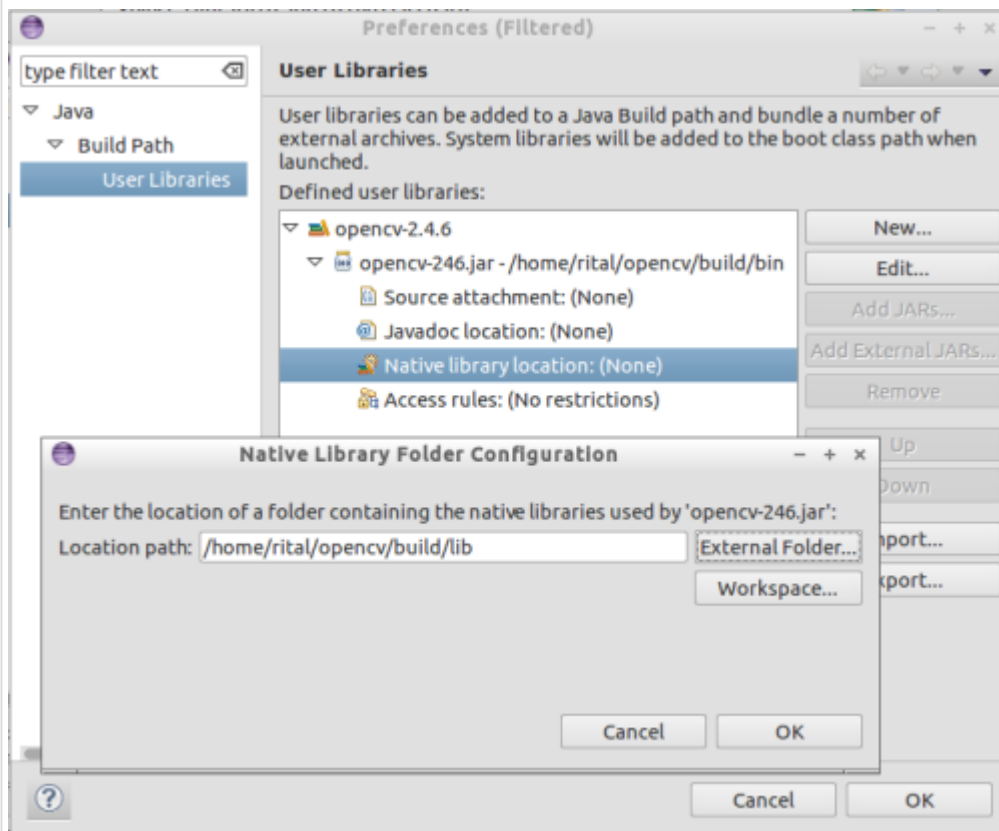 Preferences (Filtered)
type filter text
User Libraries
Java
Build Path
User Libraries
User libraries can be added to a Java Build path and bundle a number of
external archives. System libraries will be added to the boot class path when
launched.
Defined user libraries:
opencv-2.4.6
opencv-246.jar - /home/rital/opencv/build/bin
Source attachment: (None)
Javadoc location: (None)
Native library location: (None)
Access rules: (No restrictions)
New...
Edit...
Add JARs...
Add External JARs...
Remove
Up
Down
mport...
xport...
Native Library Folder Configuration
Enter the location of a folder containing the native libraries used by 'opencv-246.jar':
Location path: /home/rital/opencv/build/lib
External Folder...
Workspace...
Cancel
OK
Cancel
OK